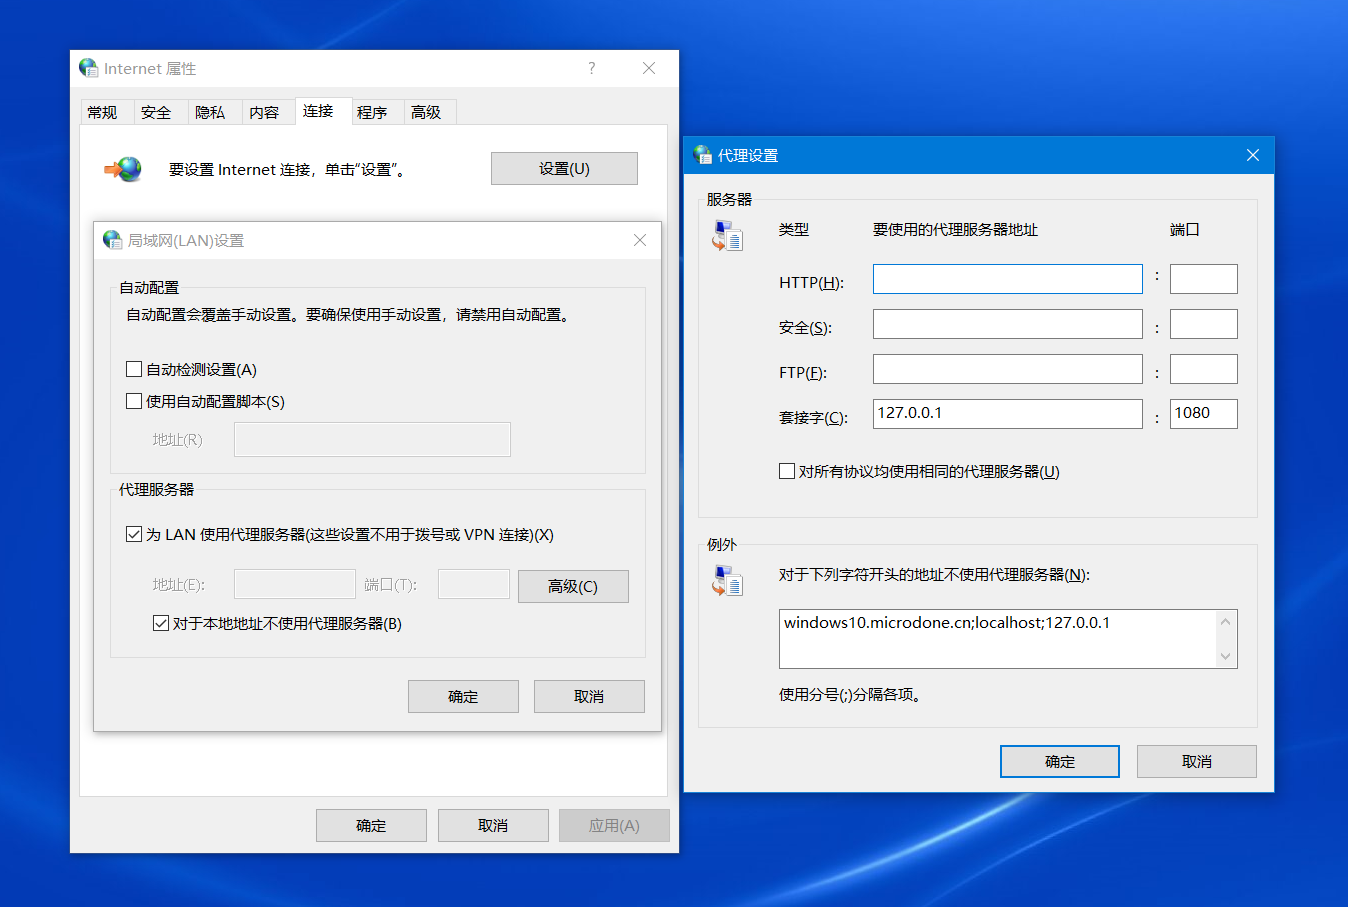 Internet 属性
?
常规 安全 隐私 内容 连接 程序 高级
要设置 Internet 连接，单击“设置”。
设置(U)
局域网(LAN)设置
自动配置
自动配置会覆盖手动设置。要确保使用手动设置，请禁用自动配置。
自动检测设置(A)
使用自动配置脚本(S)
地址(R)
代理服务器
为 LAN 使用代理服务器(这些设置不用于拨号或 VPN 连接)(X)
地址(E): 端口(T): 高级(C)
对于本地地址不使用代理服务器(B)
确定 取消
确定 取消 应用(A)
代理设置
服务器
类型 要使用的代理服务器地址 端口
HTTP(H): :
安全(S): :
FTP(F): :
套接字(C): 127.0.0.1 : 1080
对所有协议均使用相同的代理服务器(U)
例外
对于下列字符开头的地址不使用代理服务器(N):
windows10.microdone.cn;localhost;127.0.0.1
使用分号(;)分隔各项。
确定 取消